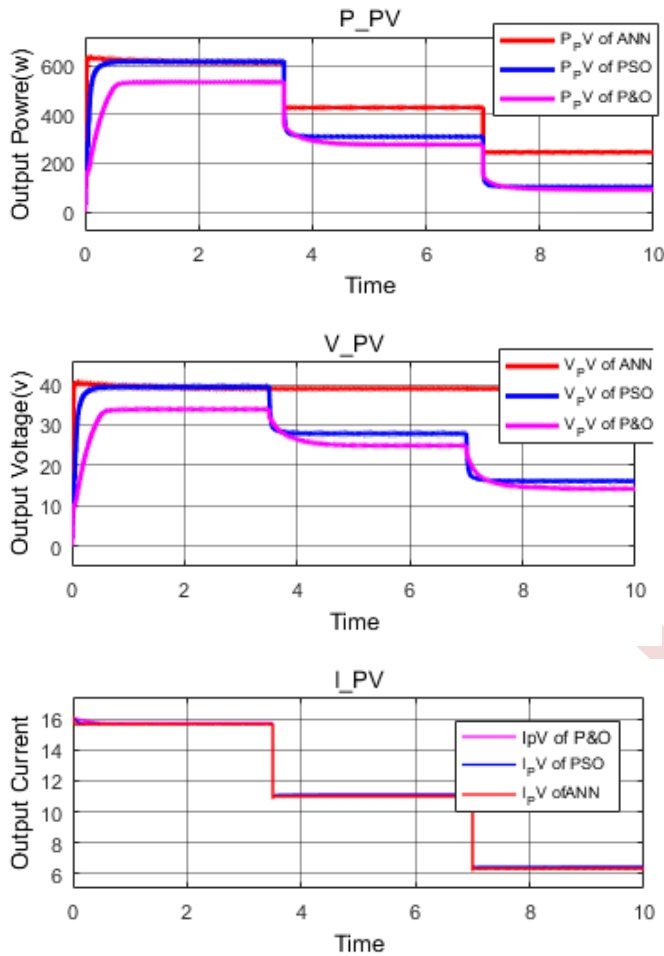 P_PV
Output Powre(w)
600
400
200
0
P_PV of ANN
P_PV of PSO
P_PV of P&O
0 2 4 6 8 10
Time
V_PV
Output Voltage(v)
40
30
20
10
0
V_PV of ANN
V_PV of PSO
V_PV of P&O
0 2 4 6 8 10
Time
I_PV
Output Current
16
14
12
10
8
6
IpV of P&O
I_PV of PSO
I_PV ofANN
0 2 4 6 8 10
Time